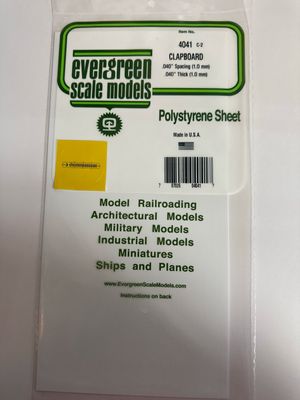 Item No.
4041 C-2
CLAPBOARD
.040" Spacing (1.0 mm)
.040" Thick (1.0 mm)
evergreen
scale models
Polystyrene Sheet
Made in U.S.A.
Model Railroading
Architectural Models
Military Models
Industrial Models
Miniatures
Ships and Planes
www.EvergreenScaleModels.com
Instructions on back